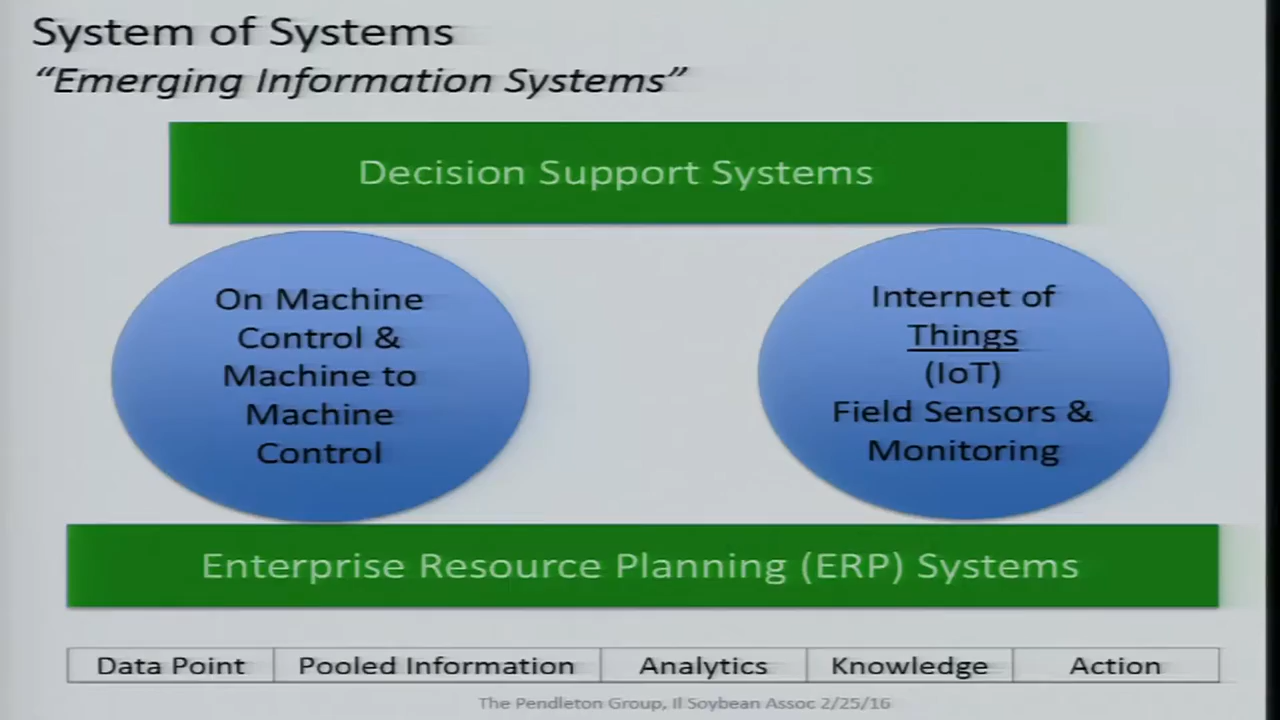 System of Systems
“Emerging Information Systems”
Decision Support Systems
On Machine
Control &
Machine to
Machine
Control
Internet of
Things
(IoT)
Field Sensors &
Monitoring
Enterprise Resource Planning (ERP) Systems
Data Point Pooled Information Analytics Knowledge Action
The Pendleton Group, Il Soybean Assoc 2/25/16